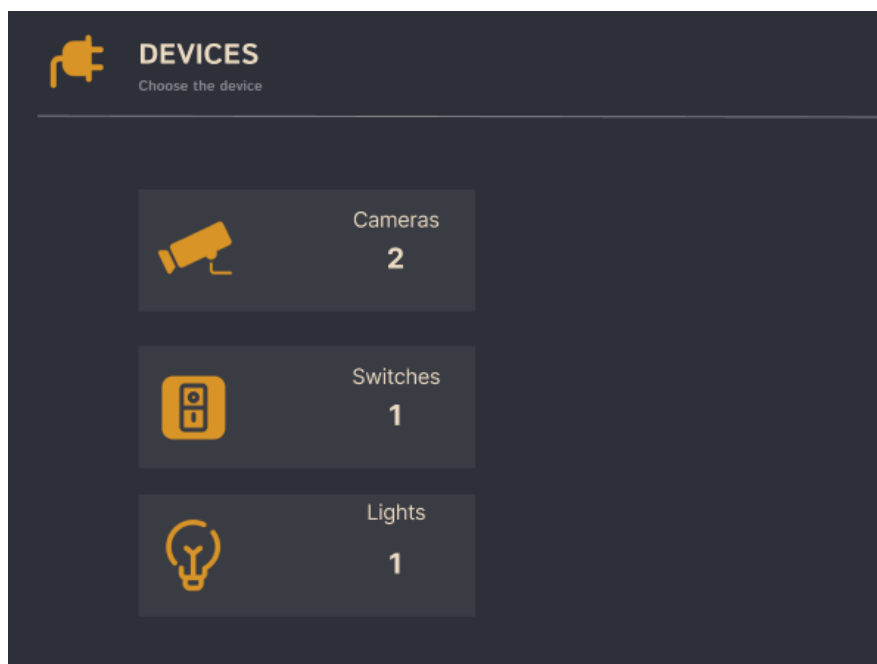 DEVICES
Choose the device
Cameras
2
Switches
1
Lights
1